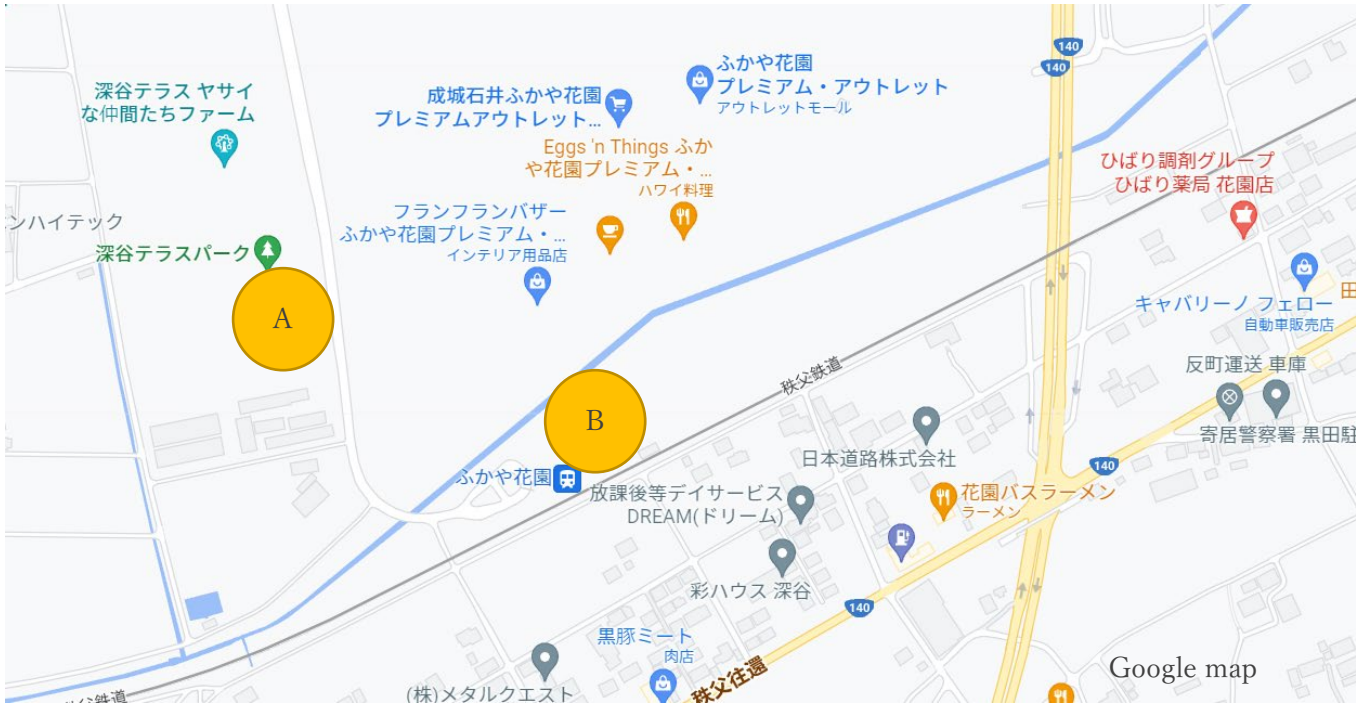 140
140
深谷テラス ヤサイ
な仲間たちファーム
成城石井ふかや花園
プレミアムアウトレット...
ふかや花園
プレミアム・アウトレット
アウトレットモール
Eggs 'n Things ふか
や花園プレミアム・...
ハワイ料理
ひばり調剤グループ
ひばり薬局 花園店
ンハイテック
フランフランバザー
ふかや花園プレミアム・...
インテリア用品店
深谷テラスパーク
A
キャバリーノ フェロー
自動車販売店
田
反町運送 車庫
秩父鉄道
B
寄居警察署 黒田駐
日本道路株式会社
140
ふかや花園
放課後等デイサービス
DREAM(ドリーム)
花園バスラーメン
ラーメン
彩ハウス 深谷
140
黒豚ミート
肉店
秩父往還
Google map
(株)メタルクエスト
秩父鉄道